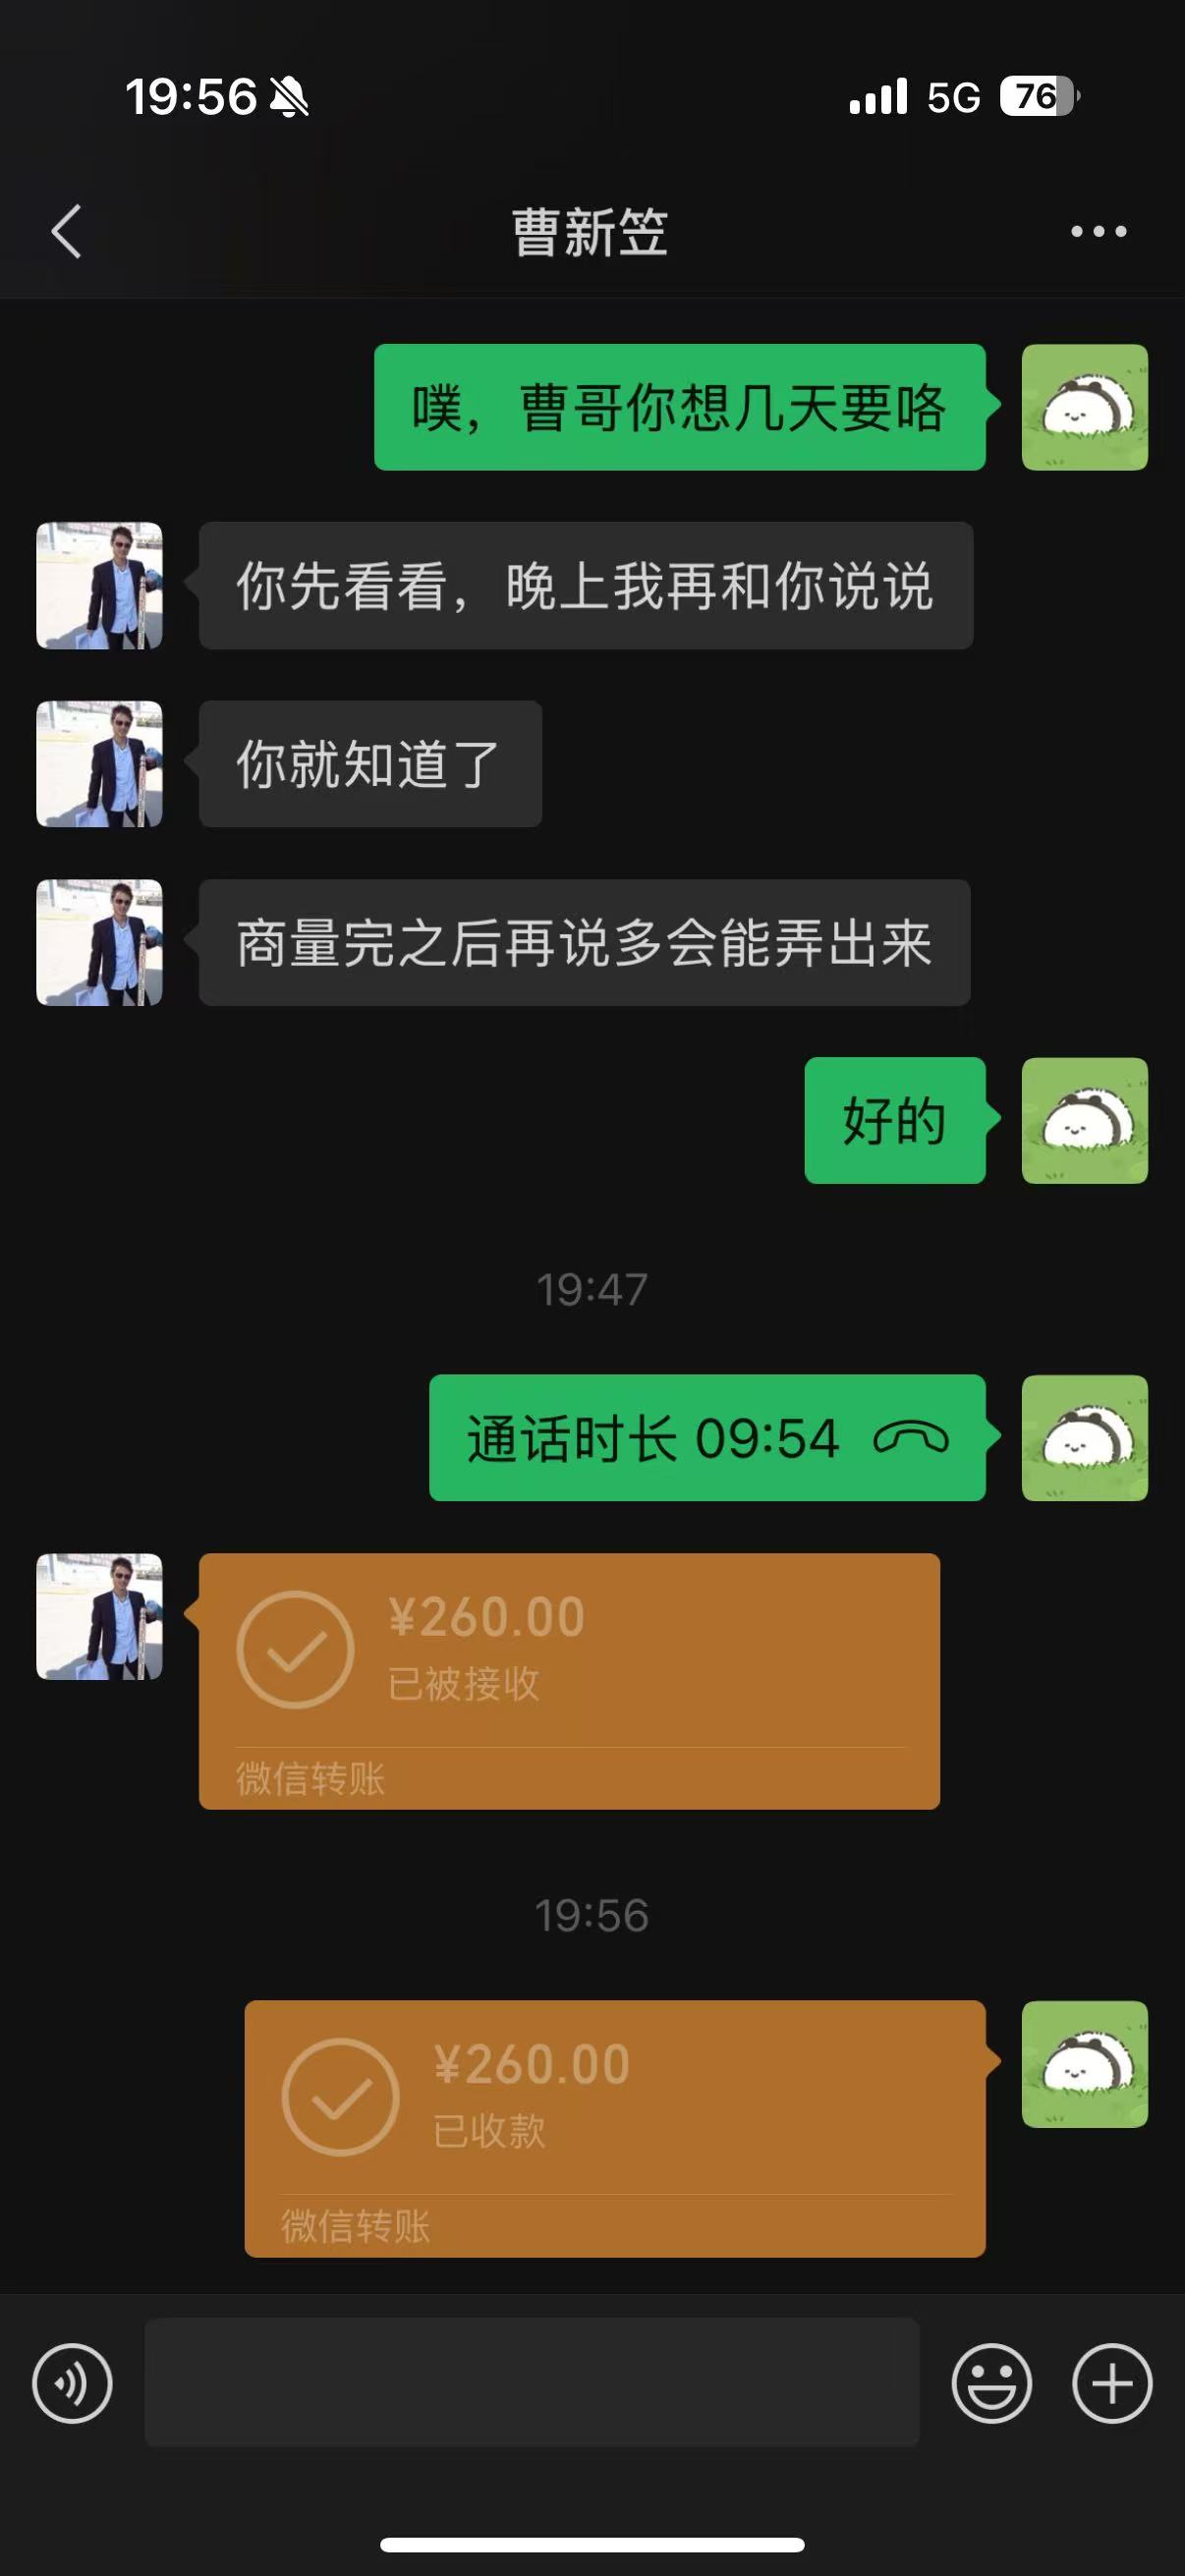 19:56
5G
76
曹新笠
噗，曹哥你想几天要咯
你先看看，晚上我再和你说说
你就知道了
商量完之后再说多会能弄出来
好的
19:47
通话时长 09:54
¥260.00
已被接收
微信转账
19:56
¥260.00
已收款
微信转账